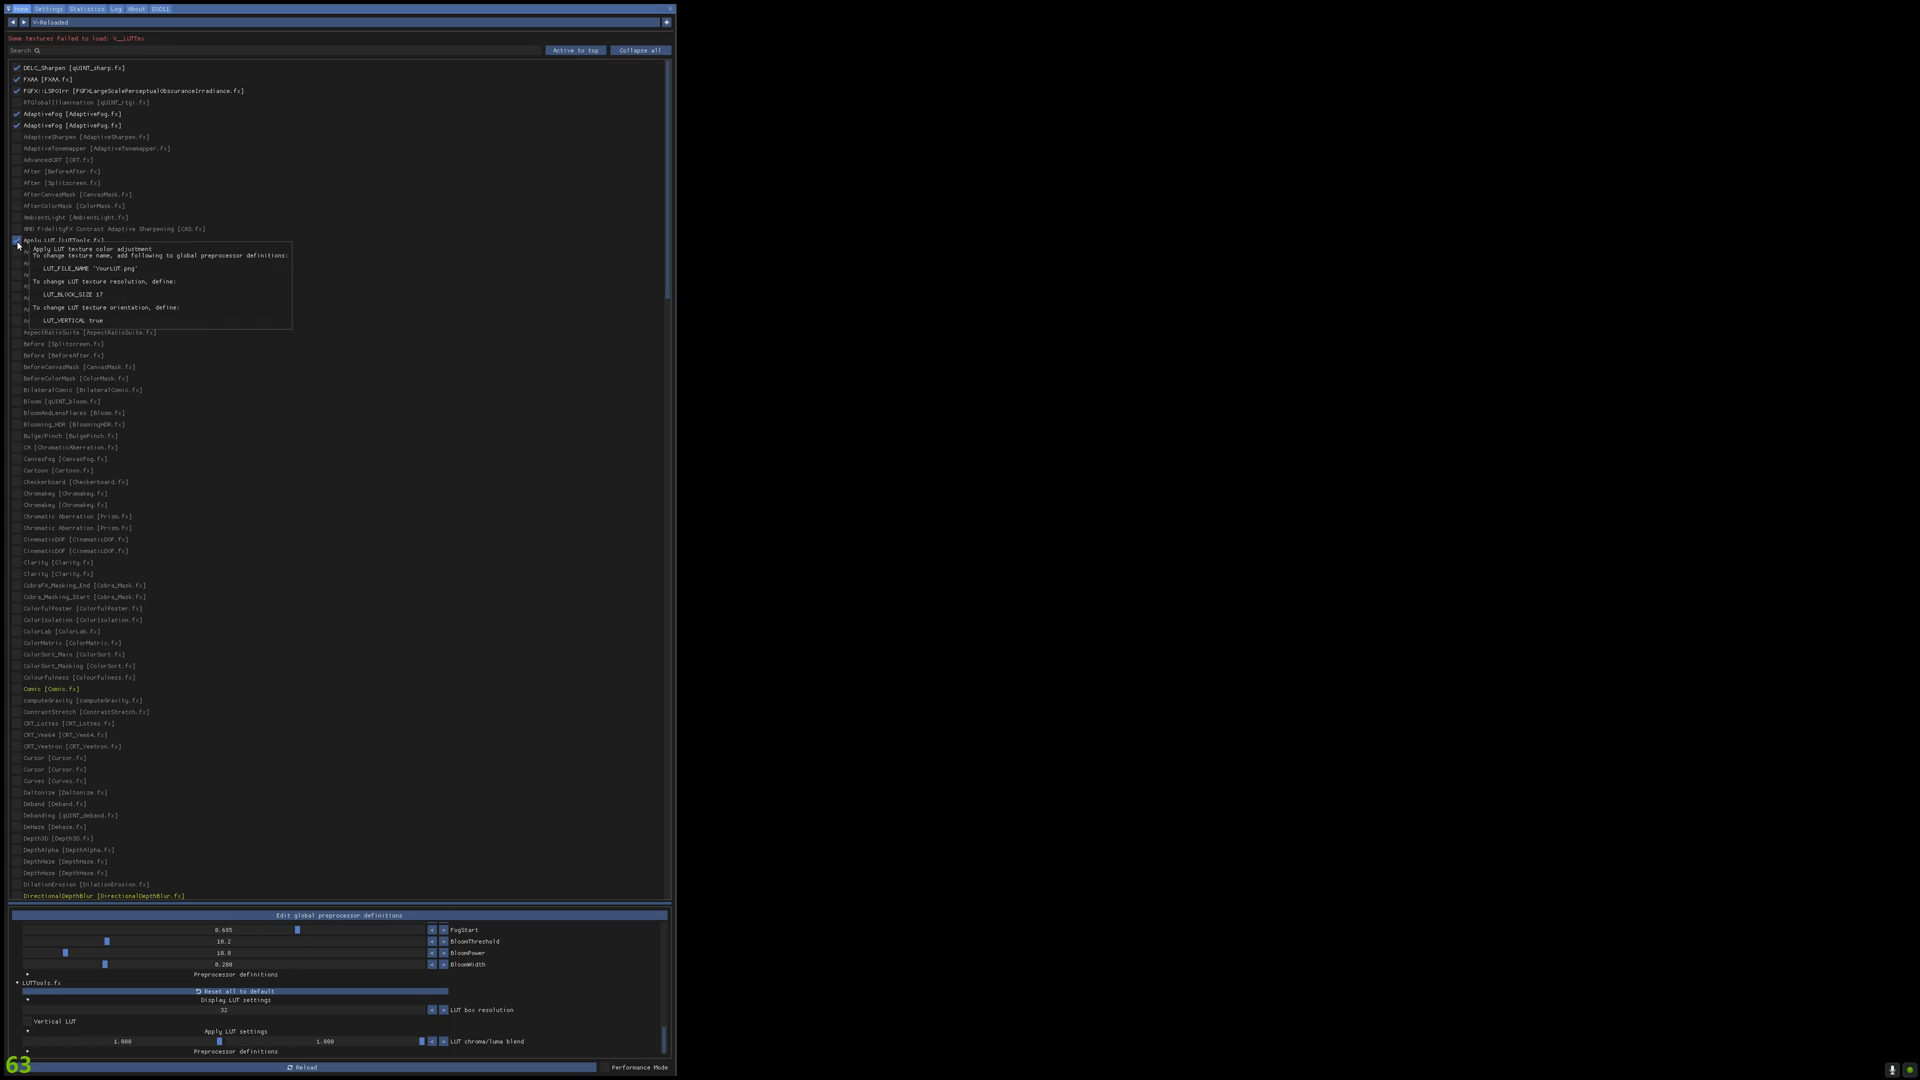 Home Settings Statistics Log About DOD11
V-Reloaded
Some textures failed to load: V__LUTTex
Search
Active to top
Collapse all
DELC_Sharpen [qUINT_sharp.fx]
FXAA [FXAA.fx]
FGFX::LSPOIrr [FGFXLargeScalePerceptualObscuranceIrradiance.fx]
RTGlobalIllumination [qUINT_rtgi.fx]
AdaptiveFog [AdaptiveFog.fx]
AdaptiveFog [AdaptiveFog.fx]
AdaptiveSharpen [AdaptiveSharpen.fx]
AdaptiveTonemapper [AdaptiveTonemapper.fx]
AdvancedCRT [CRT.fx]
After [BeforeAfter.fx]
After [Splitscreen.fx]
AfterCanvasMask [CanvasMask.fx]
AfterColorMask [ColorMask.fx]
AmbientLight [AmbientLight.fx]
AMD FidelityFX Contrast Adaptive Sharpening [CAS.fx]
Apply LUT [LUTTools.fx]
Apply LUT texture color adjustment
To change texture name, add following to global preprocessor definitions:
LUT_FILE_NAME 'YourLUT.png'
To change LUT texture resolution, define:
LUT_BLOCK_SIZE 17
To change LUT texture orientation, define:
LUT_VERTICAL true
AspectRatioSuite [AspectRatioSuite.fx]
Before [Splitscreen.fx]
Before [BeforeAfter.fx]
BeforeCanvasMask [CanvasMask.fx]
BeforeColorMask [ColorMask.fx]
BilateralComic [BilateralComic.fx]
Bloom [qUINT_bloom.fx]
BloomAndLensFlares [Bloom.fx]
Blooming_HDR [BloomingHDR.fx]
Bulge/Pinch [BulgePinch.fx]
CA [ChromaticAberration.fx]
CanvasFog [CanvasFog.fx]
Cartoon [Cartoon.fx]
Checkerboard [Checkerboard.fx]
Chromakey [Chromakey.fx]
Chromakey [Chromakey.fx]
Chromatic Aberration [Prism.fx]
Chromatic Aberration [Prism.fx]
CinematicDOF [CinematicDOF.fx]
CinematicDOF [CinematicDOF.fx]
Clarity [Clarity.fx]
Clarity [Clarity.fx]
CobraFX_Masking_End [Cobra_Mask.fx]
Cobra_Masking_Start [Cobra_Mask.fx]
ColorfulPoster [ColorfulPoster.fx]
ColorIsolation [ColorIsolation.fx]
ColorLab [ColorLab.fx]
ColorMatrix [ColorMatrix.fx]
ColorSort_Main [ColorSort.fx]
ColorSort_Masking [ColorSort.fx]
Colourfulness [Colourfulness.fx]
Comic [Comic.fx]
computeGravity [computeGravity.fx]
ContrastStretch [ContrastStretch.fx]
CRT_Lottes [CRT_Lottes.fx]
CRT_Yee64 [CRT_Yee64.fx]
CRT_Yeetron [CRT_Yeetron.fx]
Cursor [Cursor.fx]
Cursor [Cursor.fx]
Curves [Curves.fx]
Daltonize [Daltonize.fx]
Deband [Deband.fx]
Debanding [qUINT_deband.fx]
DeHaze [Dehaze.fx]
Depth3D [Depth3D.fx]
DepthAlpha [DepthAlpha.fx]
DepthHaze [DepthHaze.fx]
DepthHaze [DepthHaze.fx]
DilationErosion [DilationErosion.fx]
DirectionalDepthBlur [DirectionalDepthBlur.fx]
Edit global preprocessor definitions
0.605 < > FogStart
10.2 < > BloomThreshold
10.0 < > BloomPower
0.200 < > BloomWidth
Preprocessor definitions
LUTTools.fx
Reset all to default
Display LUT settings
32 < > LUT box resolution
Vertical LUT
Apply LUT settings
1.000 1.000 < > LUT chroma/luma blend
Preprocessor definitions
63
Reload
Performance Mode